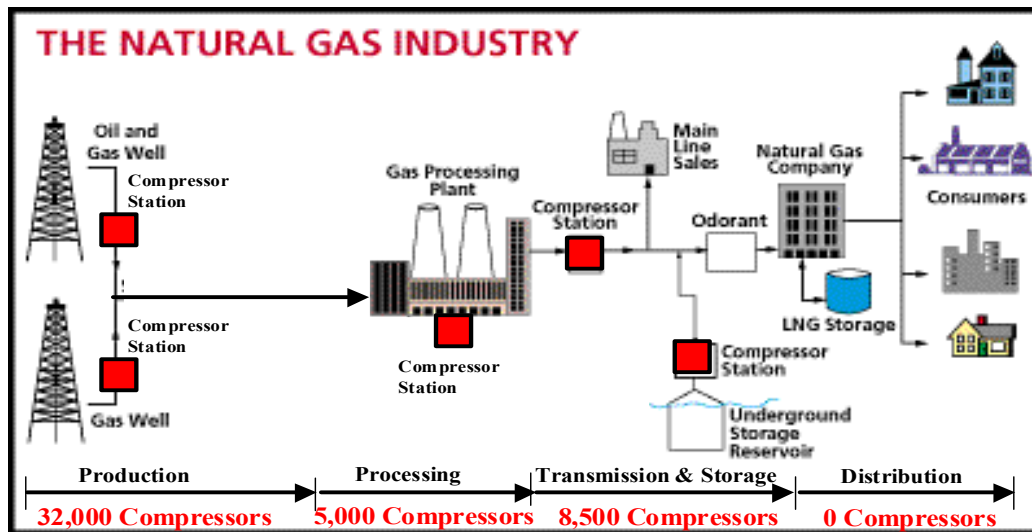 THE NATURAL GAS INDUSTRY
Oil and
Gas Well
Compressor
Station
Compressor
Station
Gas Well
Gas Processing
Plant
Compressor
Station
Compressor
Station
Main
Line
Sales
Odorant
Natural Gas
Company
LNG Storage
Compressor
Station
Underground
Storage
Reservoir
Consumers
Production
Processing
Transmission & Storage
Distribution
32,000 Compressors
5,000 Compressors
8,500 Compressors
0 Compressors